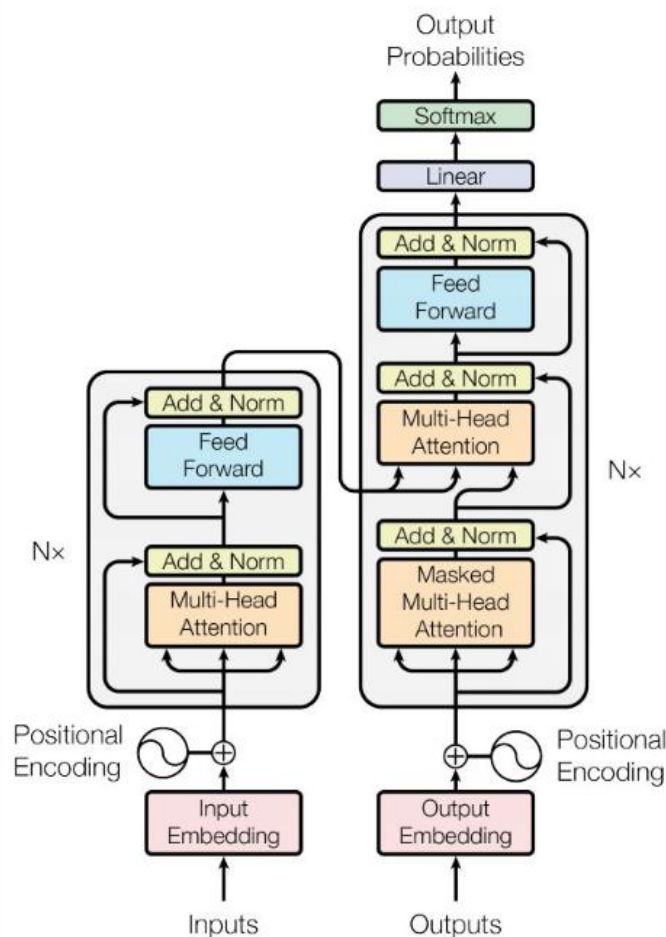 Output
Probabilities
Softmax
Linear
Add & Norm
Feed
Forward
Add & Norm
Multi-Head
Attention
Add & Norm
Masked
Multi-Head
Attention
Nx
Add & Norm
Feed
Forward
Add & Norm
Multi-Head
Attention
Nx
Positional
Encoding
Positional
Encoding
Input
Embedding
Output
Embedding
Inputs
Outputs